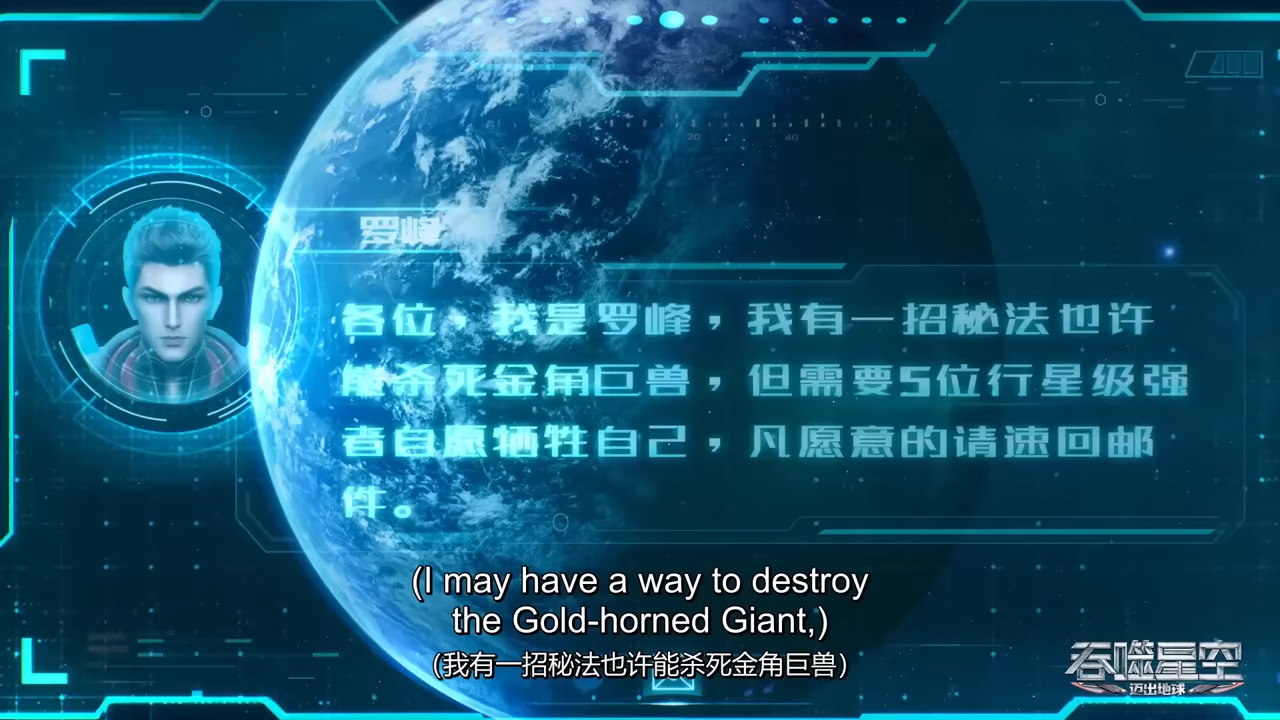 20
40
罗峰
各位，我是罗峰，我有一招秘法也许
能杀死金角巨兽，但需要5位行星级强
者自愿牺牲自己，凡愿意的请速回邮
件。
(I may have a way to destroy
the Gold-horned Giant,)
(我有一招秘法也许能杀死金角巨兽)
吞噬星空
迈出地球